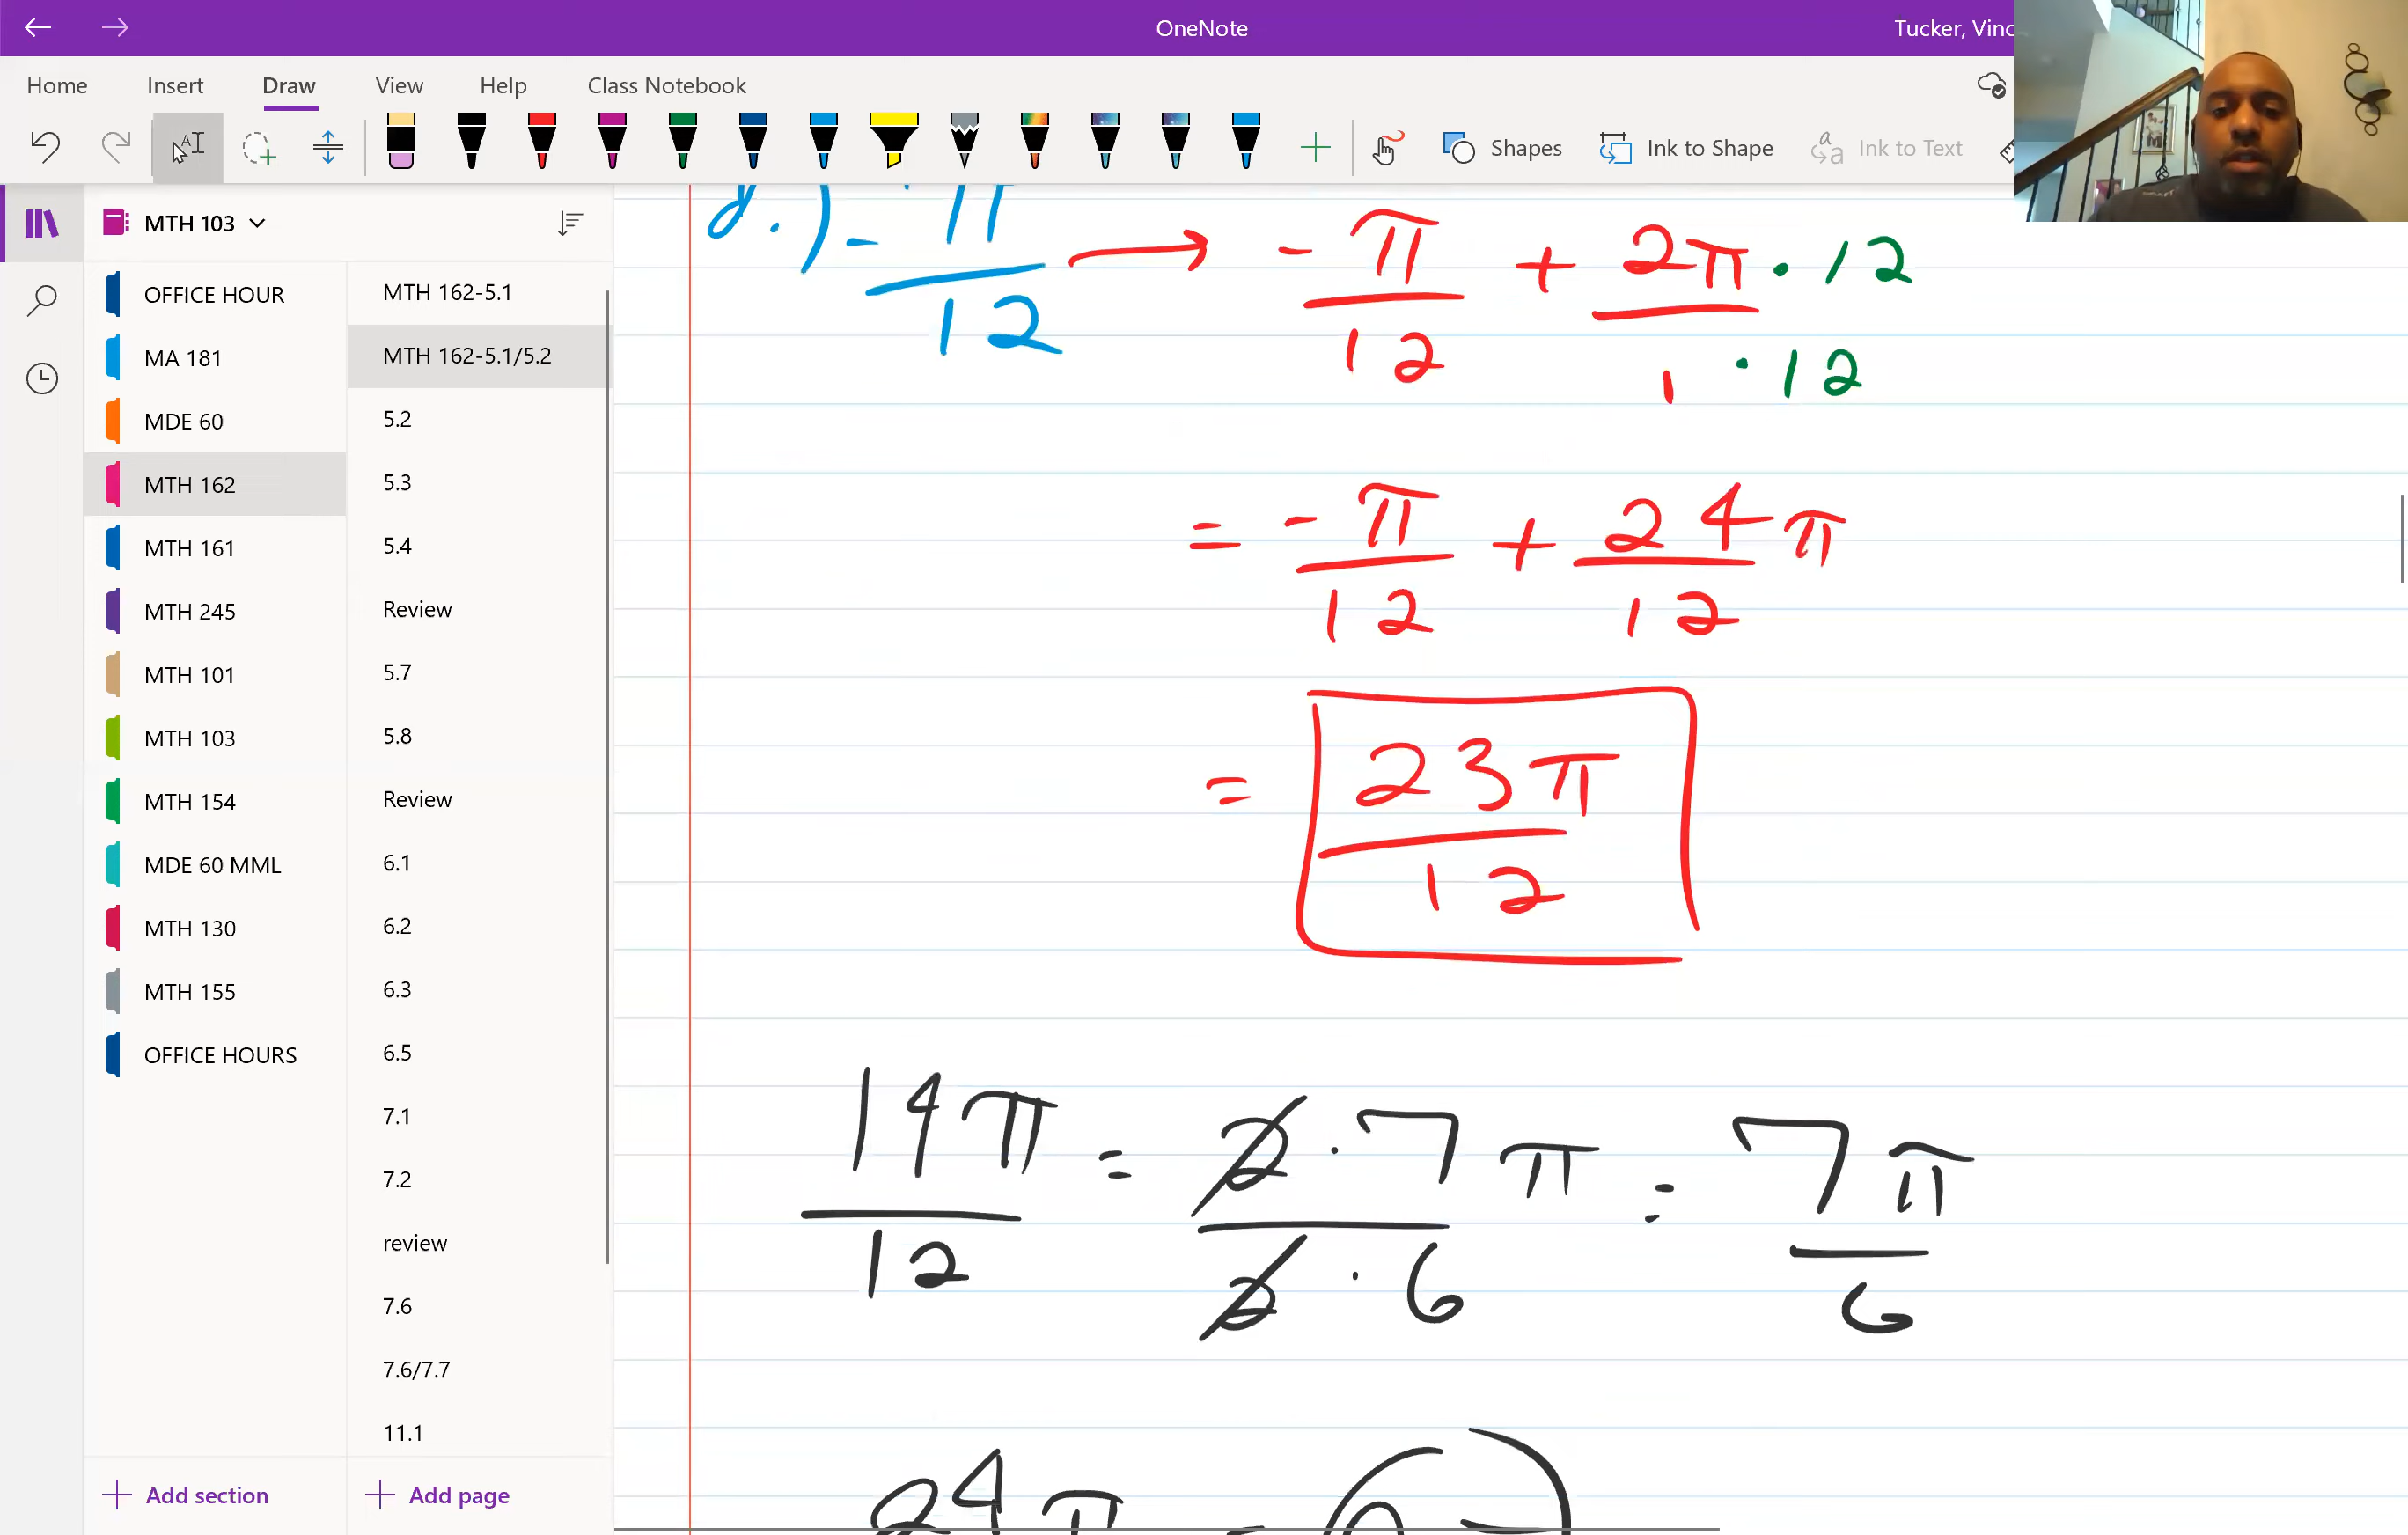 OneNote
Tucker, Vinc
Home Insert Draw View Help Class Notebook
Shapes Ink to Shape Ink to Text
MTH 103
OFFICE HOUR
MA 181
MDE 60
MTH 162
MTH 161
MTH 245
MTH 101
MTH 103
MTH 154
MDE 60 MML
MTH 130
MTH 155
OFFICE HOURS
Add section
MTH 162-5.1
MTH 162-5.1/5.2
5.2
5.3
5.4
Review
5.7
5.8
Review
6.1
6.2
6.3
6.5
7.1
7.2
review
7.6
7.6/7.7
11.1
Add page
d.) -π/12 → -π/12 + 2π·12/1·12
= -π/12 + 24π/12
= 23π/12
14π/12 = 2·7π/2·6 = 7π/6
24π =